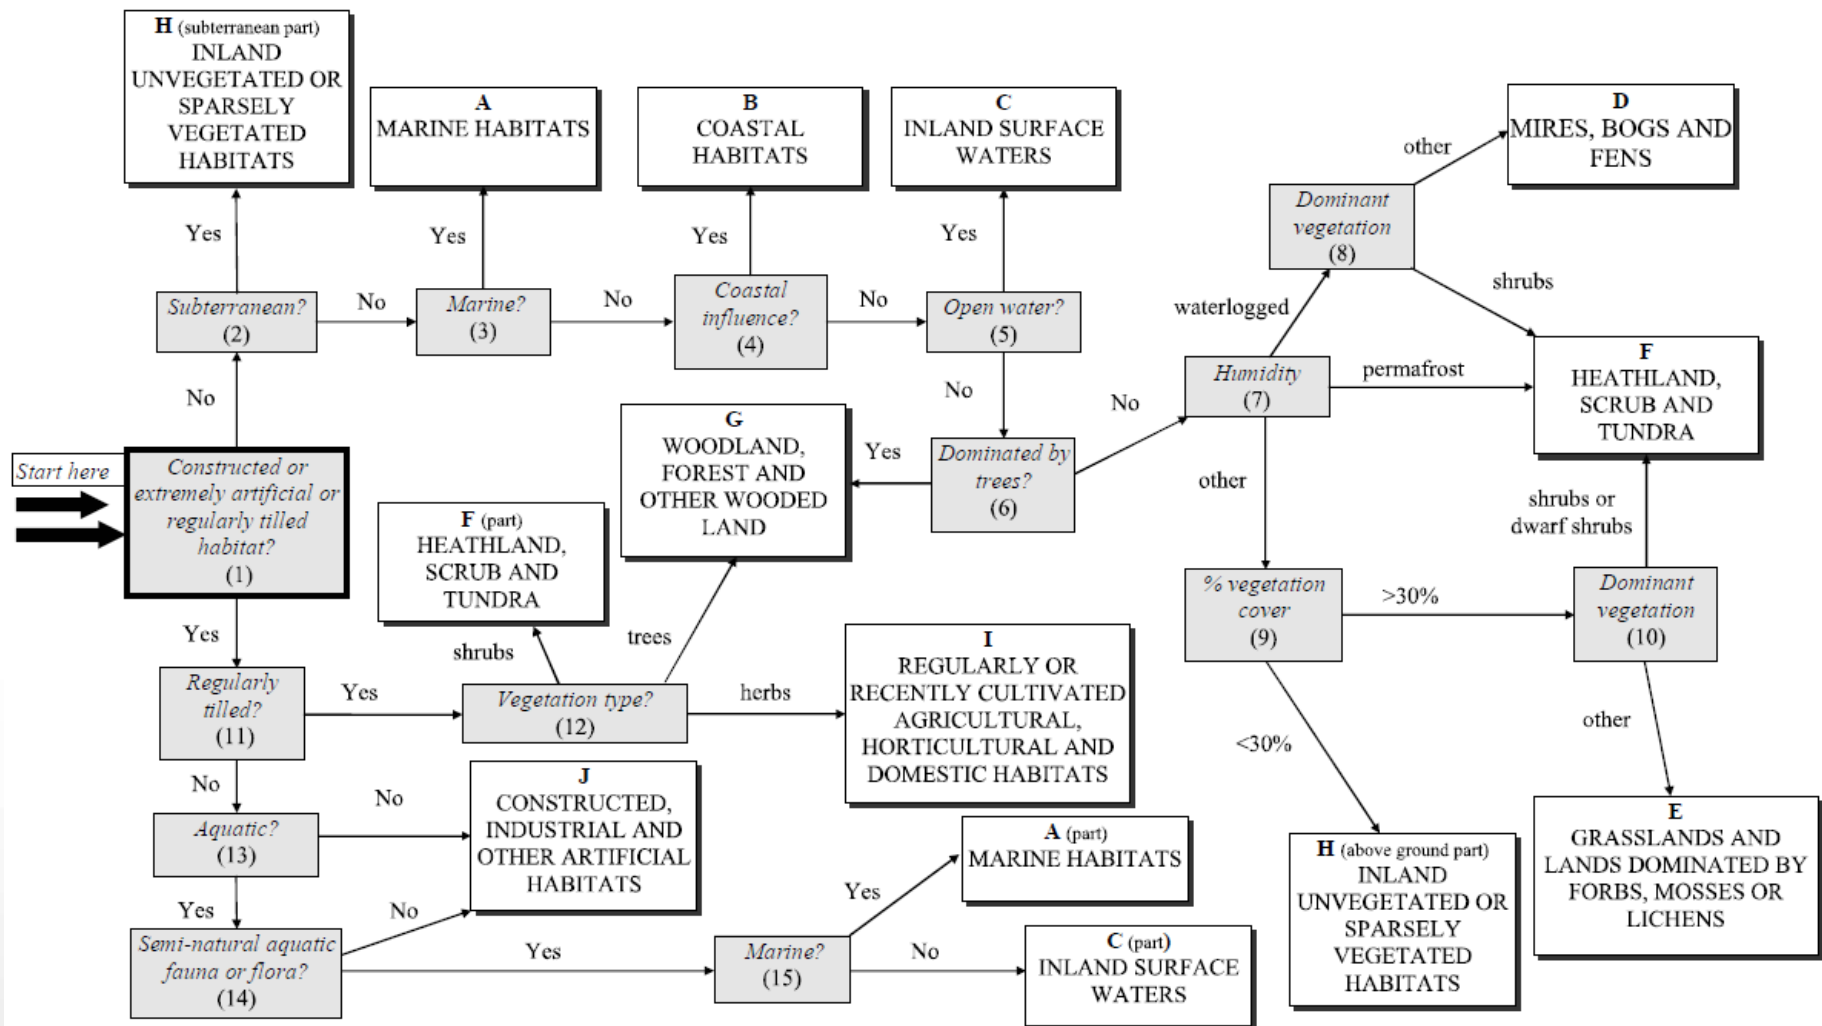 H (subterranean part)
INLAND
UNVEGETATED OR
SPARSELY
VEGETATED
HABITATS
A
MARINE HABITATS
B
COASTAL
HABITATS
C
INLAND SURFACE
WATERS
D
MIRES, BOGS AND
FENS
other
Dominant
vegetation
(8)
Yes
Yes
Yes
Yes
shrubs
waterlogged
Subterranean?
(2)
No
Marine?
(3)
No
Coastal
influence?
(4)
No
Open water?
(5)
F
HEATHLAND,
SCRUB AND
TUNDRA
Humidity
(7)
permafrost
No
No
No
G
WOODLAND,
FOREST AND
OTHER WOODED
LAND
Yes
Dominated by
trees?
(6)
other
shrubs or
dwarf shrubs
Start here
Constructed or
extremely artificial or
regularly tilled
habitat?
(1)
F (part)
HEATHLAND,
SCRUB AND
TUNDRA
% vegetation
cover
(9)
>30%
Dominant
vegetation
(10)
Yes
shrubs
trees
I
REGULARLY OR
RECENTLY CULTIVATED
AGRICULTURAL,
HORTICULTURAL AND
DOMESTIC HABITATS
Regularly
tilled?
(11)
Yes
Vegetation type?
(12)
herbs
<30%
other
No
No
J
CONSTRUCTED,
INDUSTRIAL AND
OTHER ARTIFICIAL
HABITATS
Aquatic?
(13)
A (part)
MARINE HABITATS
E
GRASSLANDS AND
LANDS DOMINATED BY
FORBS, MOSSES OR
LICHENS
H (above ground part)
INLAND
UNVEGETATED OR
SPARSELY
VEGETATED
HABITATS
Yes
No
Yes
Semi-natural aquatic
fauna or flora?
(14)
Yes
Marine?
(15)
No
C (part)
INLAND SURFACE
WATERS